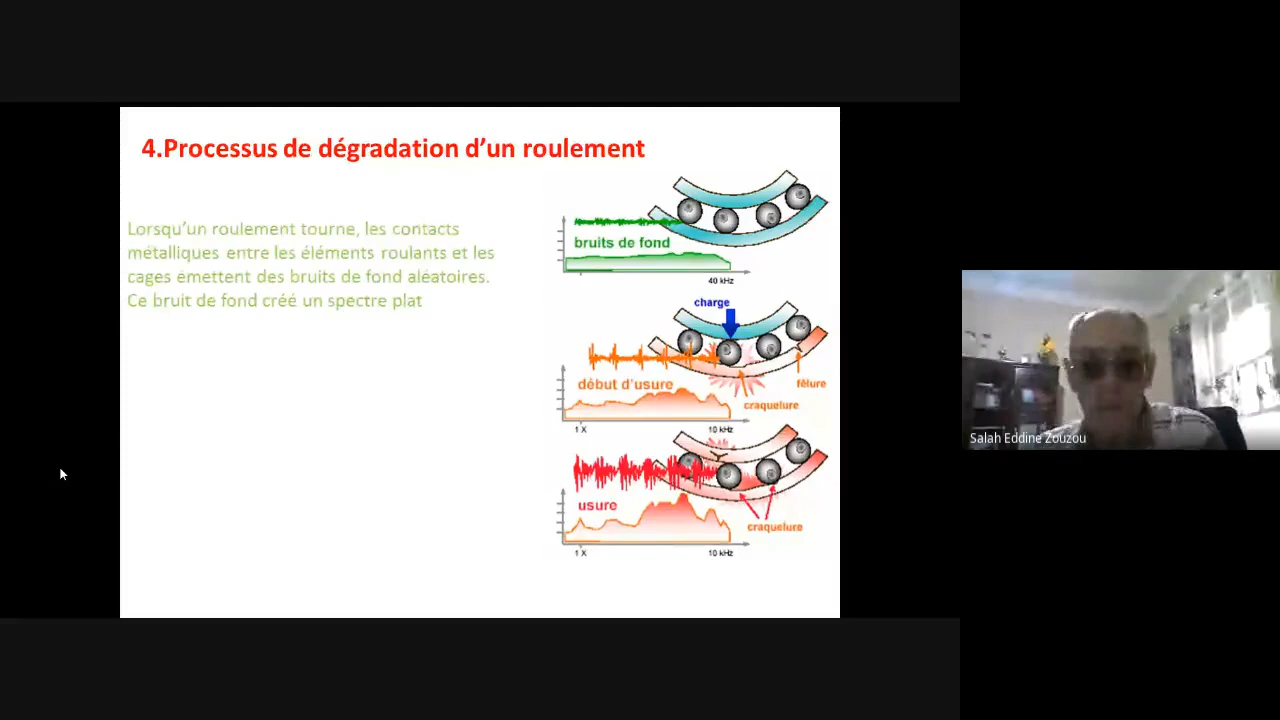 4.Processus de dégradation d’un roulement
Lorsqu’un roulement tourne, les contacts
métalliques entre les éléments roulants et les
cages émettent des bruits de fond aléatoires.
Ce bruit de fond créé un spectre plat
bruits de fond
40 kHz
charge
début d’usure
fêlure
craquelure
1 X
10 kHz
usure
craquelure
1 X
10 kHz
Salah Eddine Zouzou